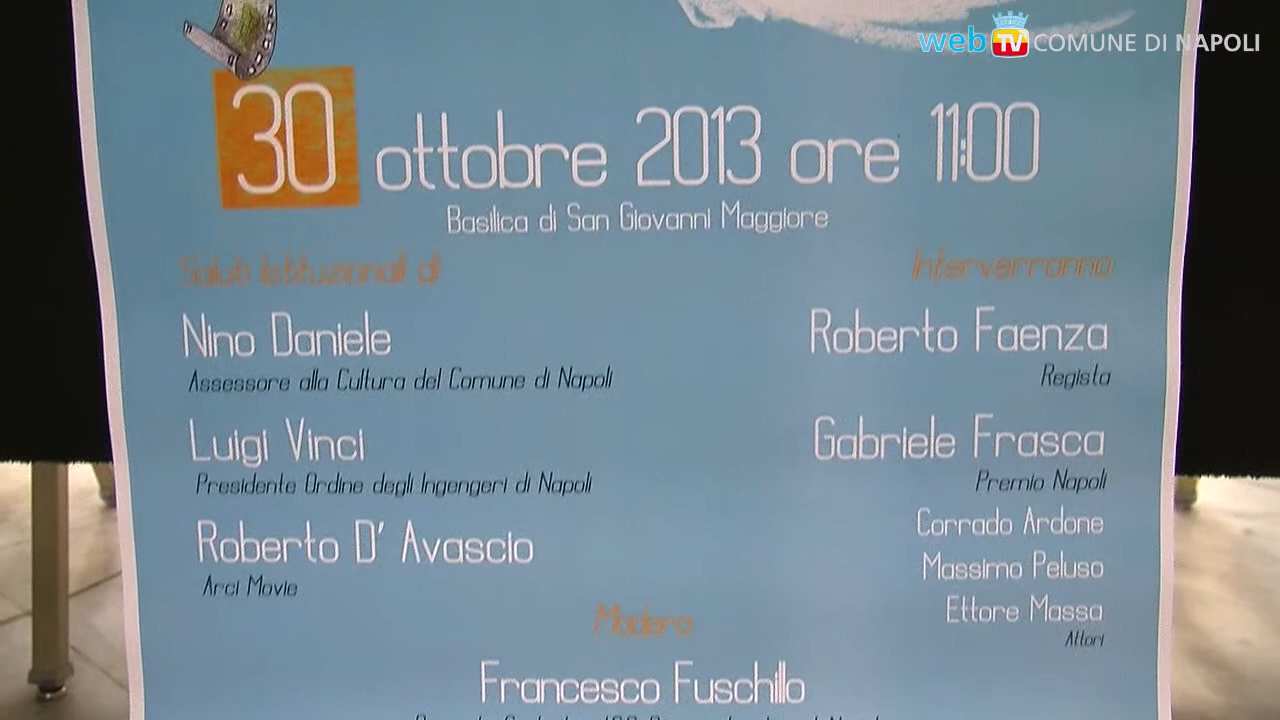 web TV COMUNE DI NAPOLI
30 ottobre 2013 ore 11:00
Basilica di San Giovanni Maggiore
Saluti Istituzionali di
Nino Daniele
Assessore alla Cultura del Comune di Napoli
Luigi Vinci
Presidente Ordine degli Ingengeri di Napoli
Roberto D' Avascio
Arci Movie
Interverranno
Roberto Faenza
Regista
Gabriele Frasca
Premio Napoli
Corrado Ardone
Massimo Peluso
Ettore Massa
Attori
Modera
Francesco Fuschillo